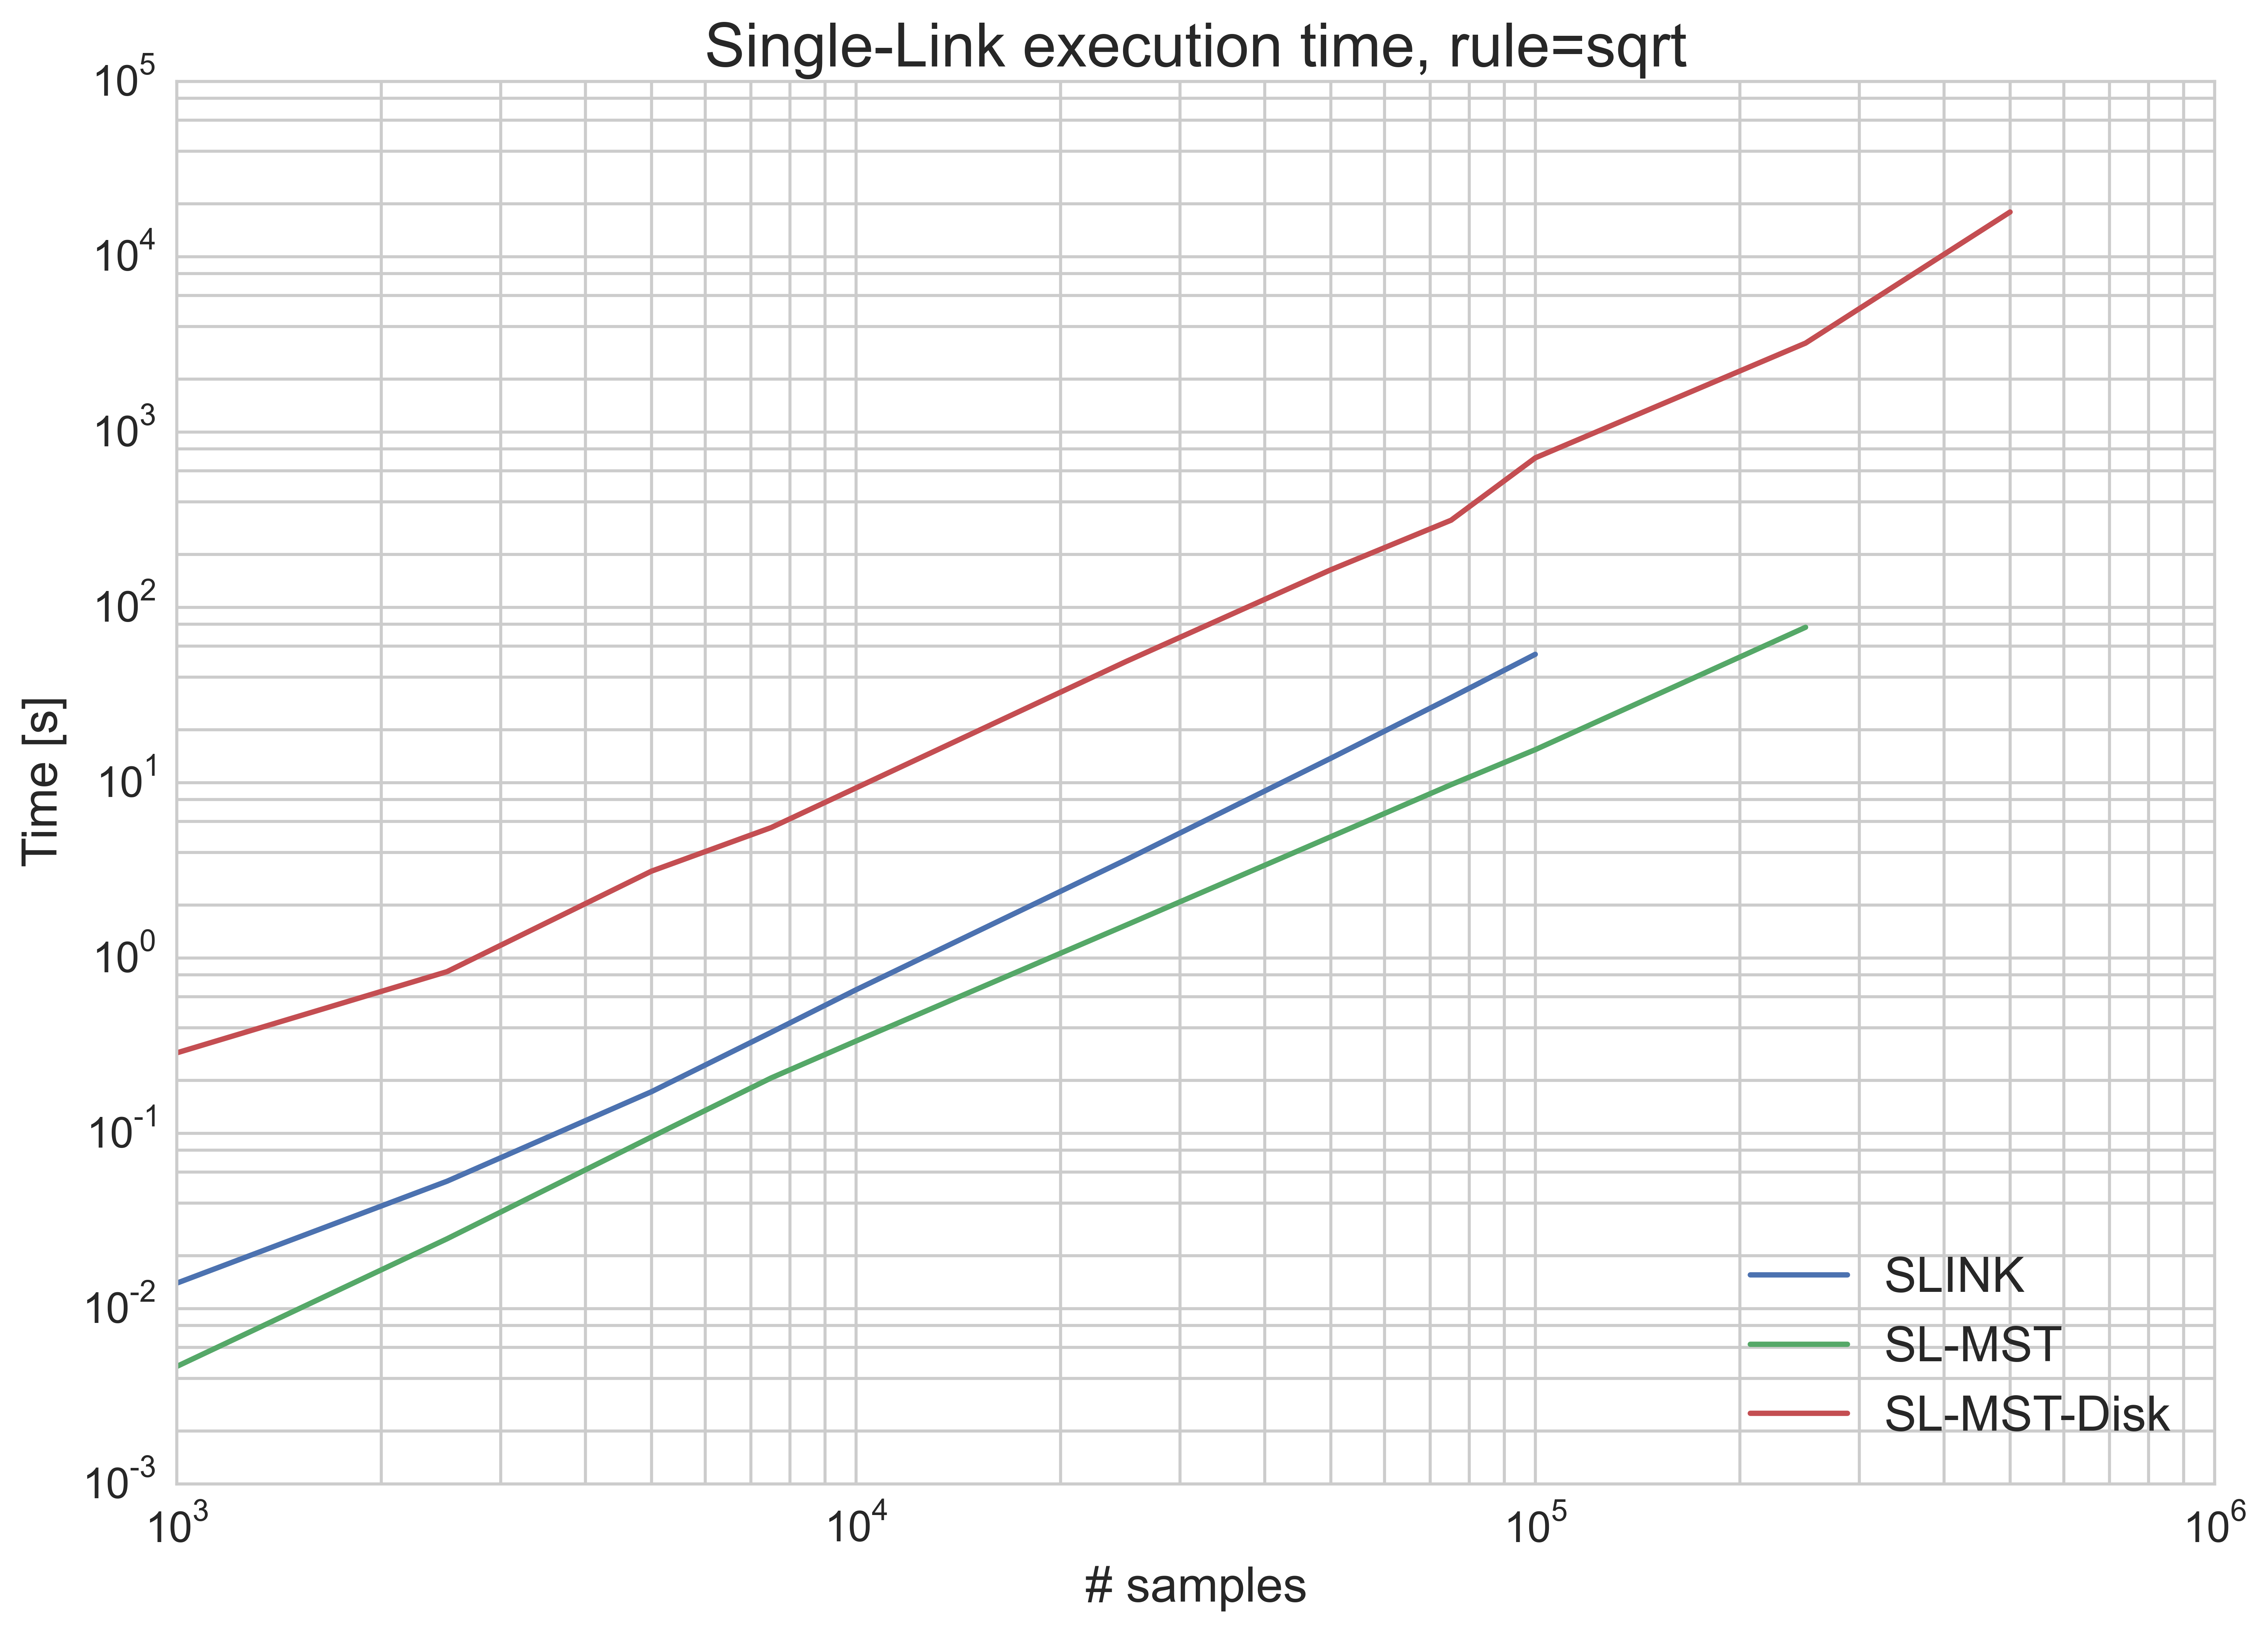 Single-Link execution time, rule=sqrt
10^5
10^4
10^3
10^2
10^1
10^0
10^-1
10^-2
10^-3
Time [s]
SLINK
SL-MST
SL-MST-Disk
10^3 10^4 10^5 10^6
# samples